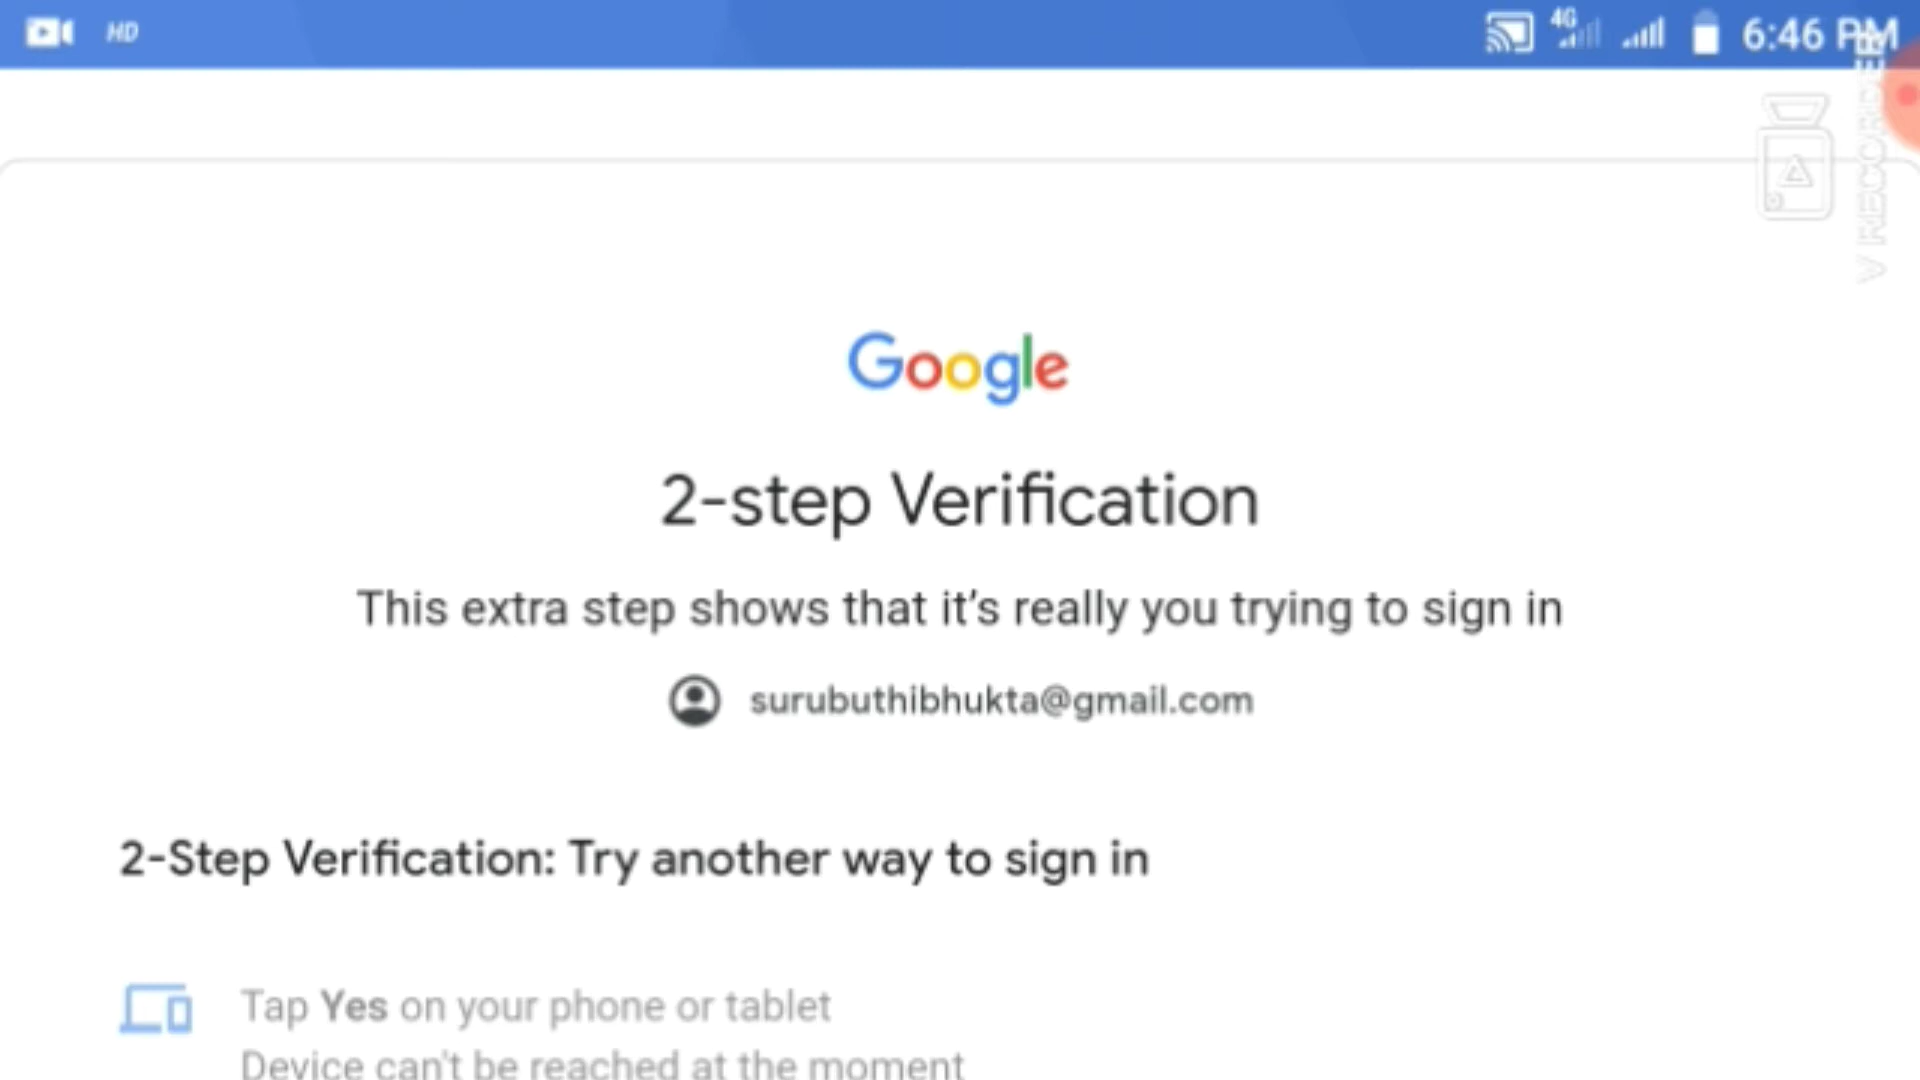 HD
4G
6:46 PM
V RECORDER
Google
2-step Verification
This extra step shows that it’s really you trying to sign in
surubuthibhukta@gmail.com
2-Step Verification: Try another way to sign in
Tap Yes on your phone or tablet
Device can't be reached at the moment